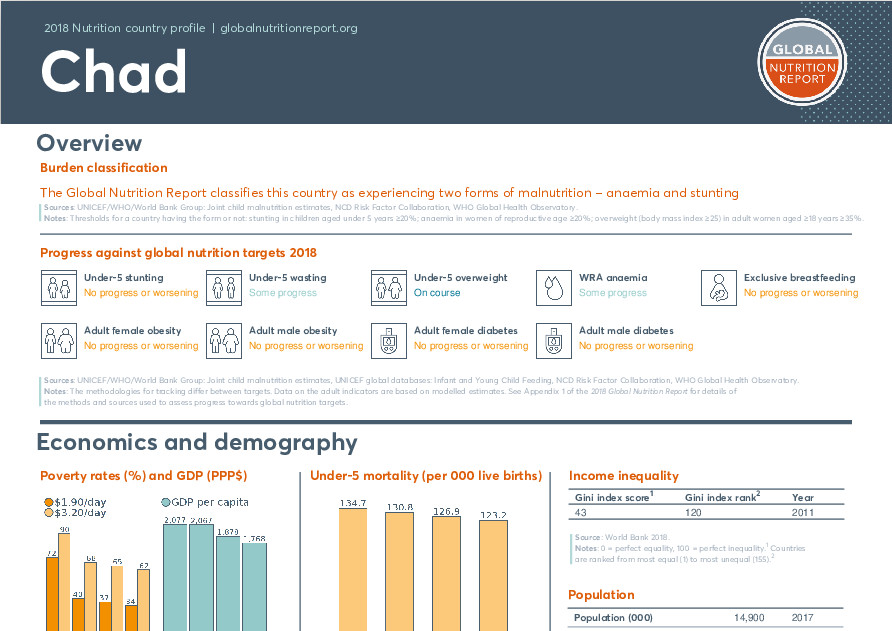 2018 Nutrition country profile | globalnutritionreport.org
Chad
GLOBAL
NUTRITION
REPORT
Overview
Burden classification
The Global Nutrition Report classifies this country as experiencing two forms of malnutrition – anaemia and stunting
Sources: UNICEF/WHO/World Bank Group: Joint child malnutrition estimates, NCD Risk Factor Collaboration, WHO Global Health Observatory.
Notes: Thresholds for a country having the form or not: stunting in children aged under 5 years ≥20%; anaemia in women of reproductive age ≥20%; overweight (body mass index ≥25) in adult women aged ≥18 years ≥35%.
Progress against global nutrition targets 2018
Under-5 stunting
No progress or worsening
Under-5 wasting
Some progress
Under-5 overweight
On course
WRA anaemia
Some progress
Exclusive breastfeeding
No progress or worsening
Adult female obesity
No progress or worsening
Adult male obesity
No progress or worsening
Adult female diabetes
No progress or worsening
Adult male diabetes
No progress or worsening
Sources: UNICEF/WHO/World Bank Group: Joint child malnutrition estimates, UNICEF global databases: Infant and Young Child Feeding, NCD Risk Factor Collaboration, WHO Global Health Observatory.
Notes: The methodologies for tracking differ between targets. Data on the adult indicators are based on modelled estimates. See Appendix 1 of the 2018 Global Nutrition Report for details of
the methods and sources used to assess progress towards global nutrition targets.
Economics and demography
Poverty rates (%) and GDP (PPP$)
$1.90/day
$3.20/day
GDP per capita
72 90 40 68 37 65 34 62
2,077 2,067 1,879 1,768
Under-5 mortality (per 000 live births)
134.7 130.8 126.9 123.2
Income inequality
Gini index score1 Gini index rank2 Year
43 120 2011
Source: World Bank 2018.
Notes: 0 = perfect equality, 100 = perfect inequality.1 Countries
are ranked from most equal (1) to most unequal (155).2
Population
Population (000) 14,900 2017